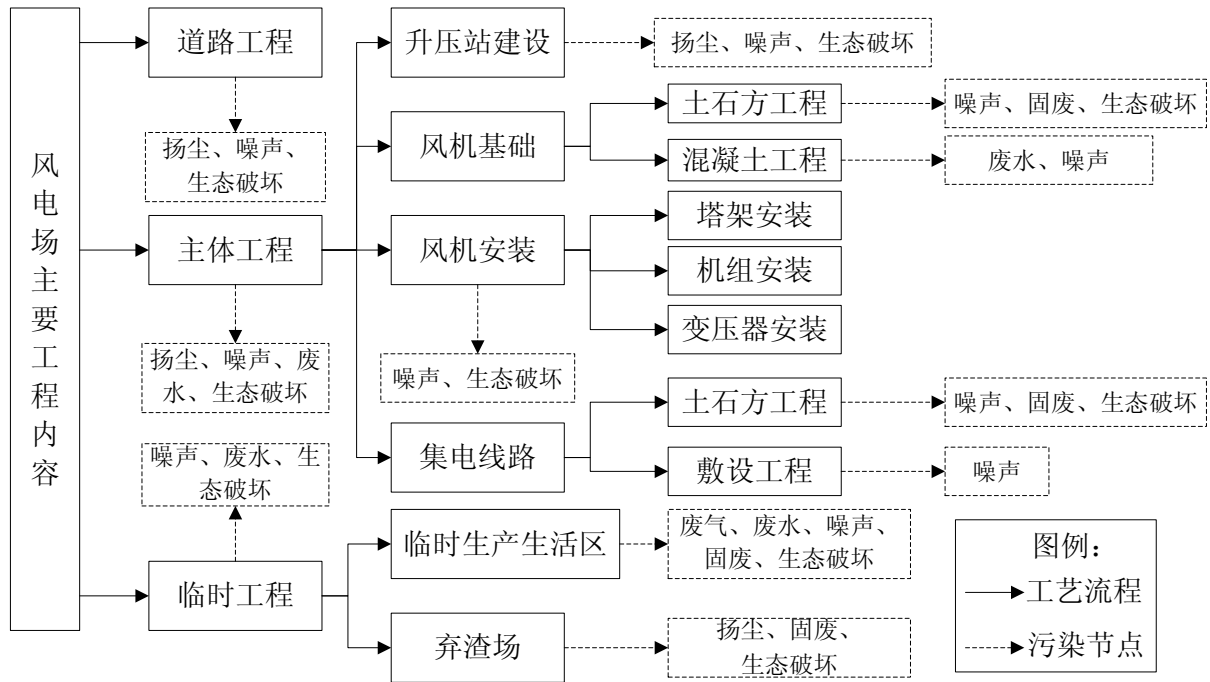 风电场主要工程内容
道路工程
扬尘、噪声、
生态破坏
主体工程
扬尘、噪声、废
水、生态破坏
噪声、废水、生
态破坏
临时工程
升压站建设
扬尘、噪声、生态破坏
风机基础
土石方工程
噪声、固废、生态破坏
混凝土工程
废水、噪声
风机安装
噪声、生态破坏
塔架安装
机组安装
变压器安装
集电线路
土石方工程
噪声、固废、生态破坏
敷设工程
噪声
临时生产生活区
废气、废水、噪声、
固废、生态破坏
弃渣场
扬尘、固废、
生态破坏
图例：
工艺流程
污染节点